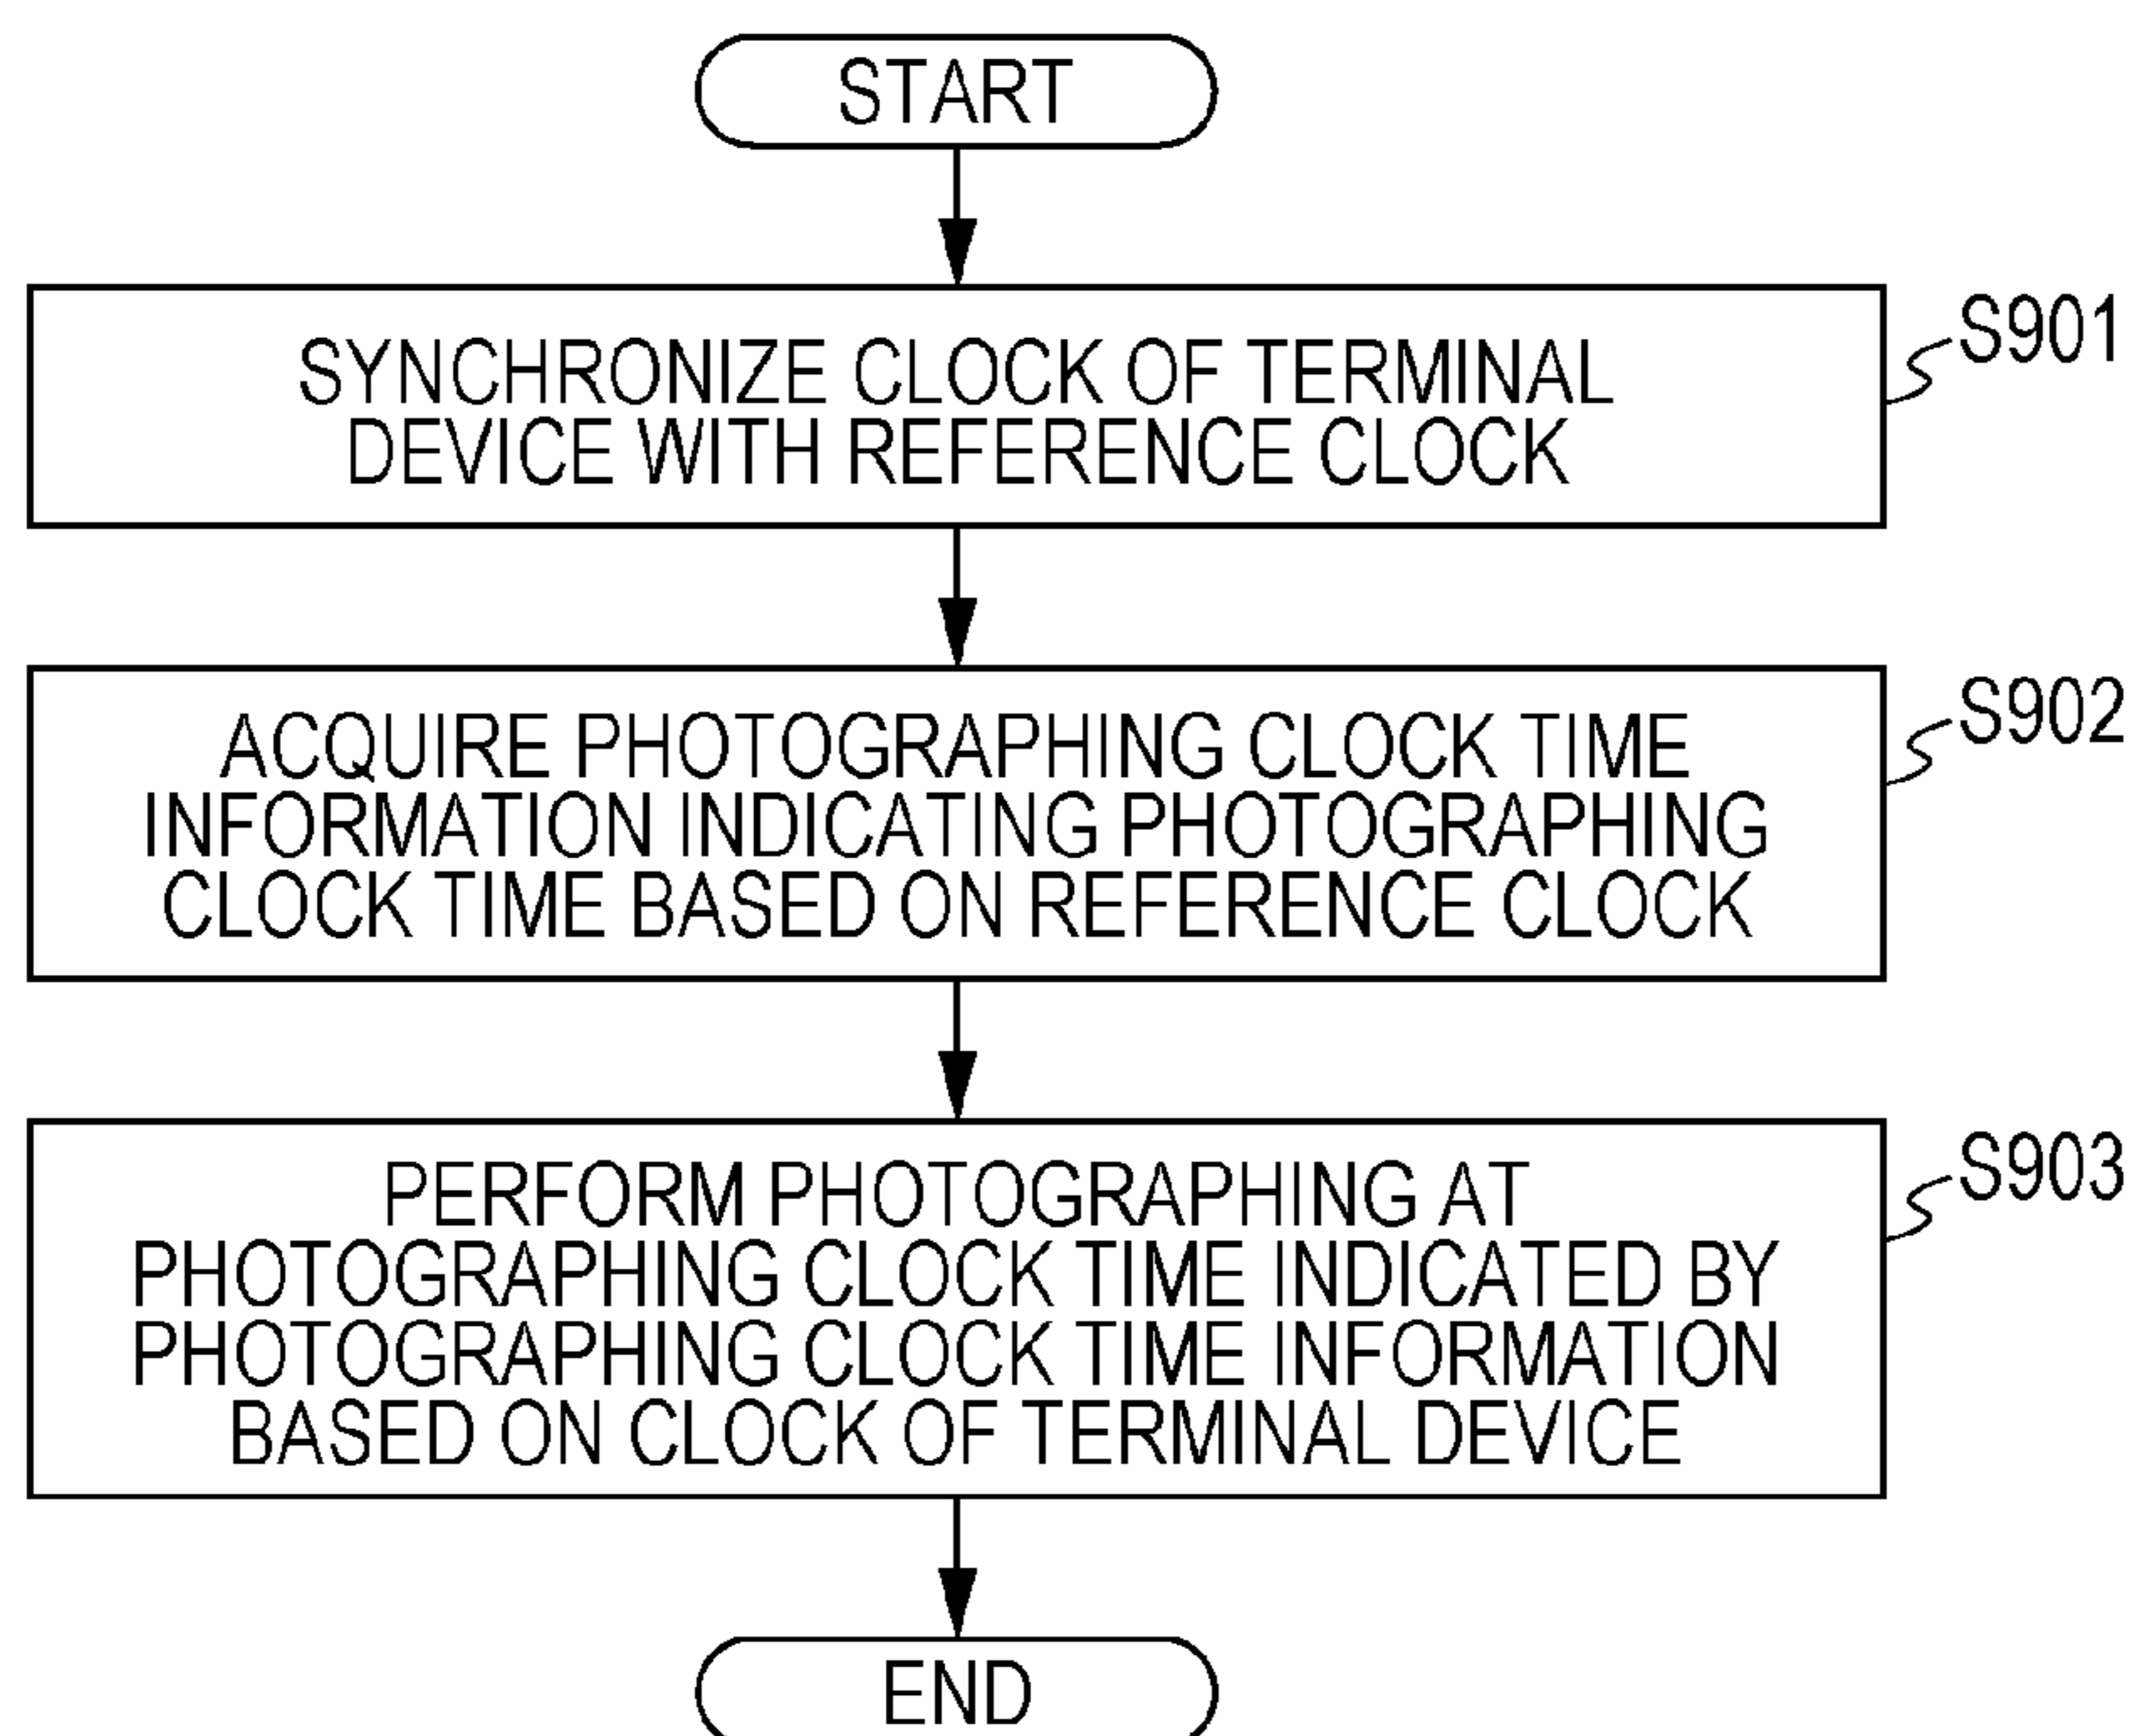 START
SYNCHRONIZE CLOCK OF TERMINAL
DEVICE WITH REFERENCE CLOCK
S901
ACQUIRE PHOTOGRAPHING CLOCK TIME
INFORMATION INDICATING PHOTOGRAPHING
CLOCK TIME BASED ON REFERENCE CLOCK
S902
PERFORM PHOTOGRAPHING AT
PHOTOGRAPHING CLOCK TIME INDICATED BY
PHOTOGRAPHING CLOCK TIME INFORMATION
BASED ON CLOCK OF TERMINAL DEVICE
S903
END